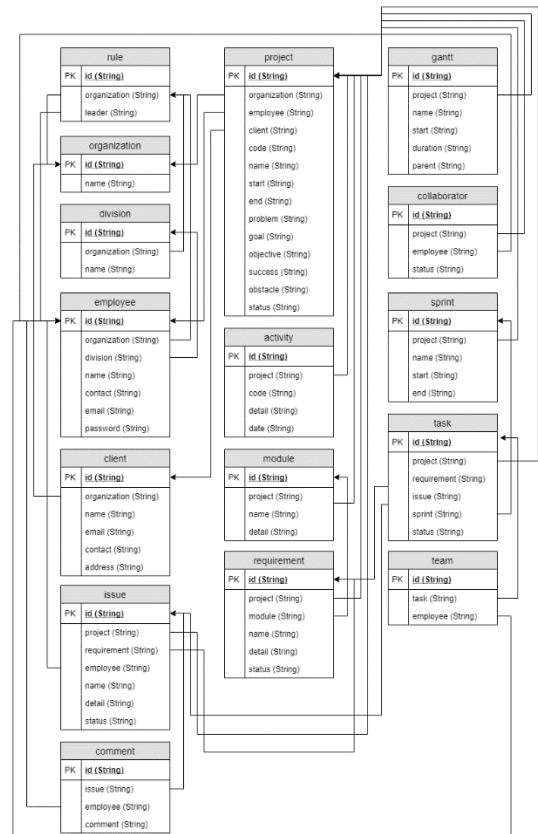 rule
PK id (String)
organization (String)
leader (String)
organization
PK id (String)
name (String)
division
PK id (String)
organization (String)
name (String)
employee
PK id (String)
organization (String)
division (String)
name (String)
contact (String)
email (String)
password (String)
client
PK id (String)
organization (String)
name (String)
email (String)
contact (String)
address (String)
issue
PK id (String)
project (String)
requirement (String)
employee (String)
name (String)
detail (String)
status (String)
comment
PK id (String)
issue (String)
employee (String)
comment (String)
project
PK id (String)
organization (String)
employee (String)
client (String)
code (String)
name (String)
start (String)
end (String)
problem (String)
goal (String)
objective (String)
success (String)
obstacle (String)
status (String)
activity
PK id (String)
project (String)
code (String)
detail (String)
date (String)
module
PK id (String)
project (String)
name (String)
detail (String)
requirement
PK id (String)
project (String)
module (String)
name (String)
detail (String)
status (String)
gantt
PK id (String)
project (String)
name (String)
start (String)
duration (String)
parent (String)
collaborator
PK id (String)
project (String)
employee (String)
status (String)
sprint
PK id (String)
project (String)
name (String)
start (String)
end (String)
task
PK id (String)
project (String)
requirement (String)
issue (String)
sprint (String)
status (String)
team
PK id (String)
task (String)
employee (String)